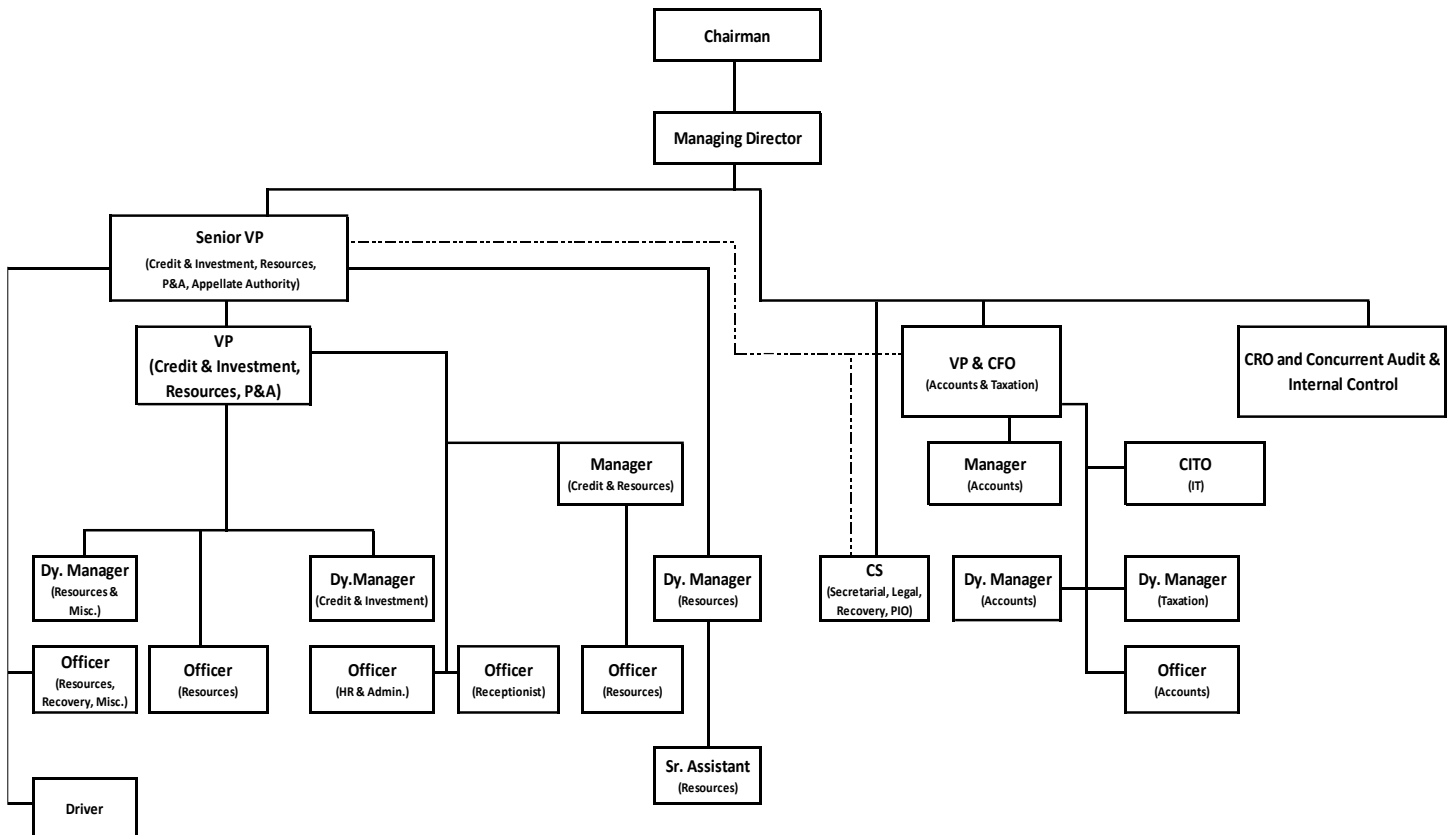 Chairman
Managing Director
Senior VP
(Credit & Investment, Resources,
P&A, Appellate Authority)
VP
(Credit & Investment,
Resources, P&A)
VP & CFO
(Accounts & Taxation)
CRO and Concurrent Audit &
Internal Control
Manager
(Credit & Resources)
Manager
(Accounts)
CITO
(IT)
Dy. Manager
(Resources &
Misc.)
Dy.Manager
(Credit & Investment)
Dy. Manager
(Resources)
CS
(Secretarial, Legal,
Recovery, PIO)
Dy. Manager
(Accounts)
Dy. Manager
(Taxation)
Officer
(Resources,
Recovery, Misc.)
Officer
(Resources)
Officer
(HR & Admin.)
Officer
(Receptionist)
Officer
(Resources)
Officer
(Accounts)
Sr. Assistant
(Resources)
Driver